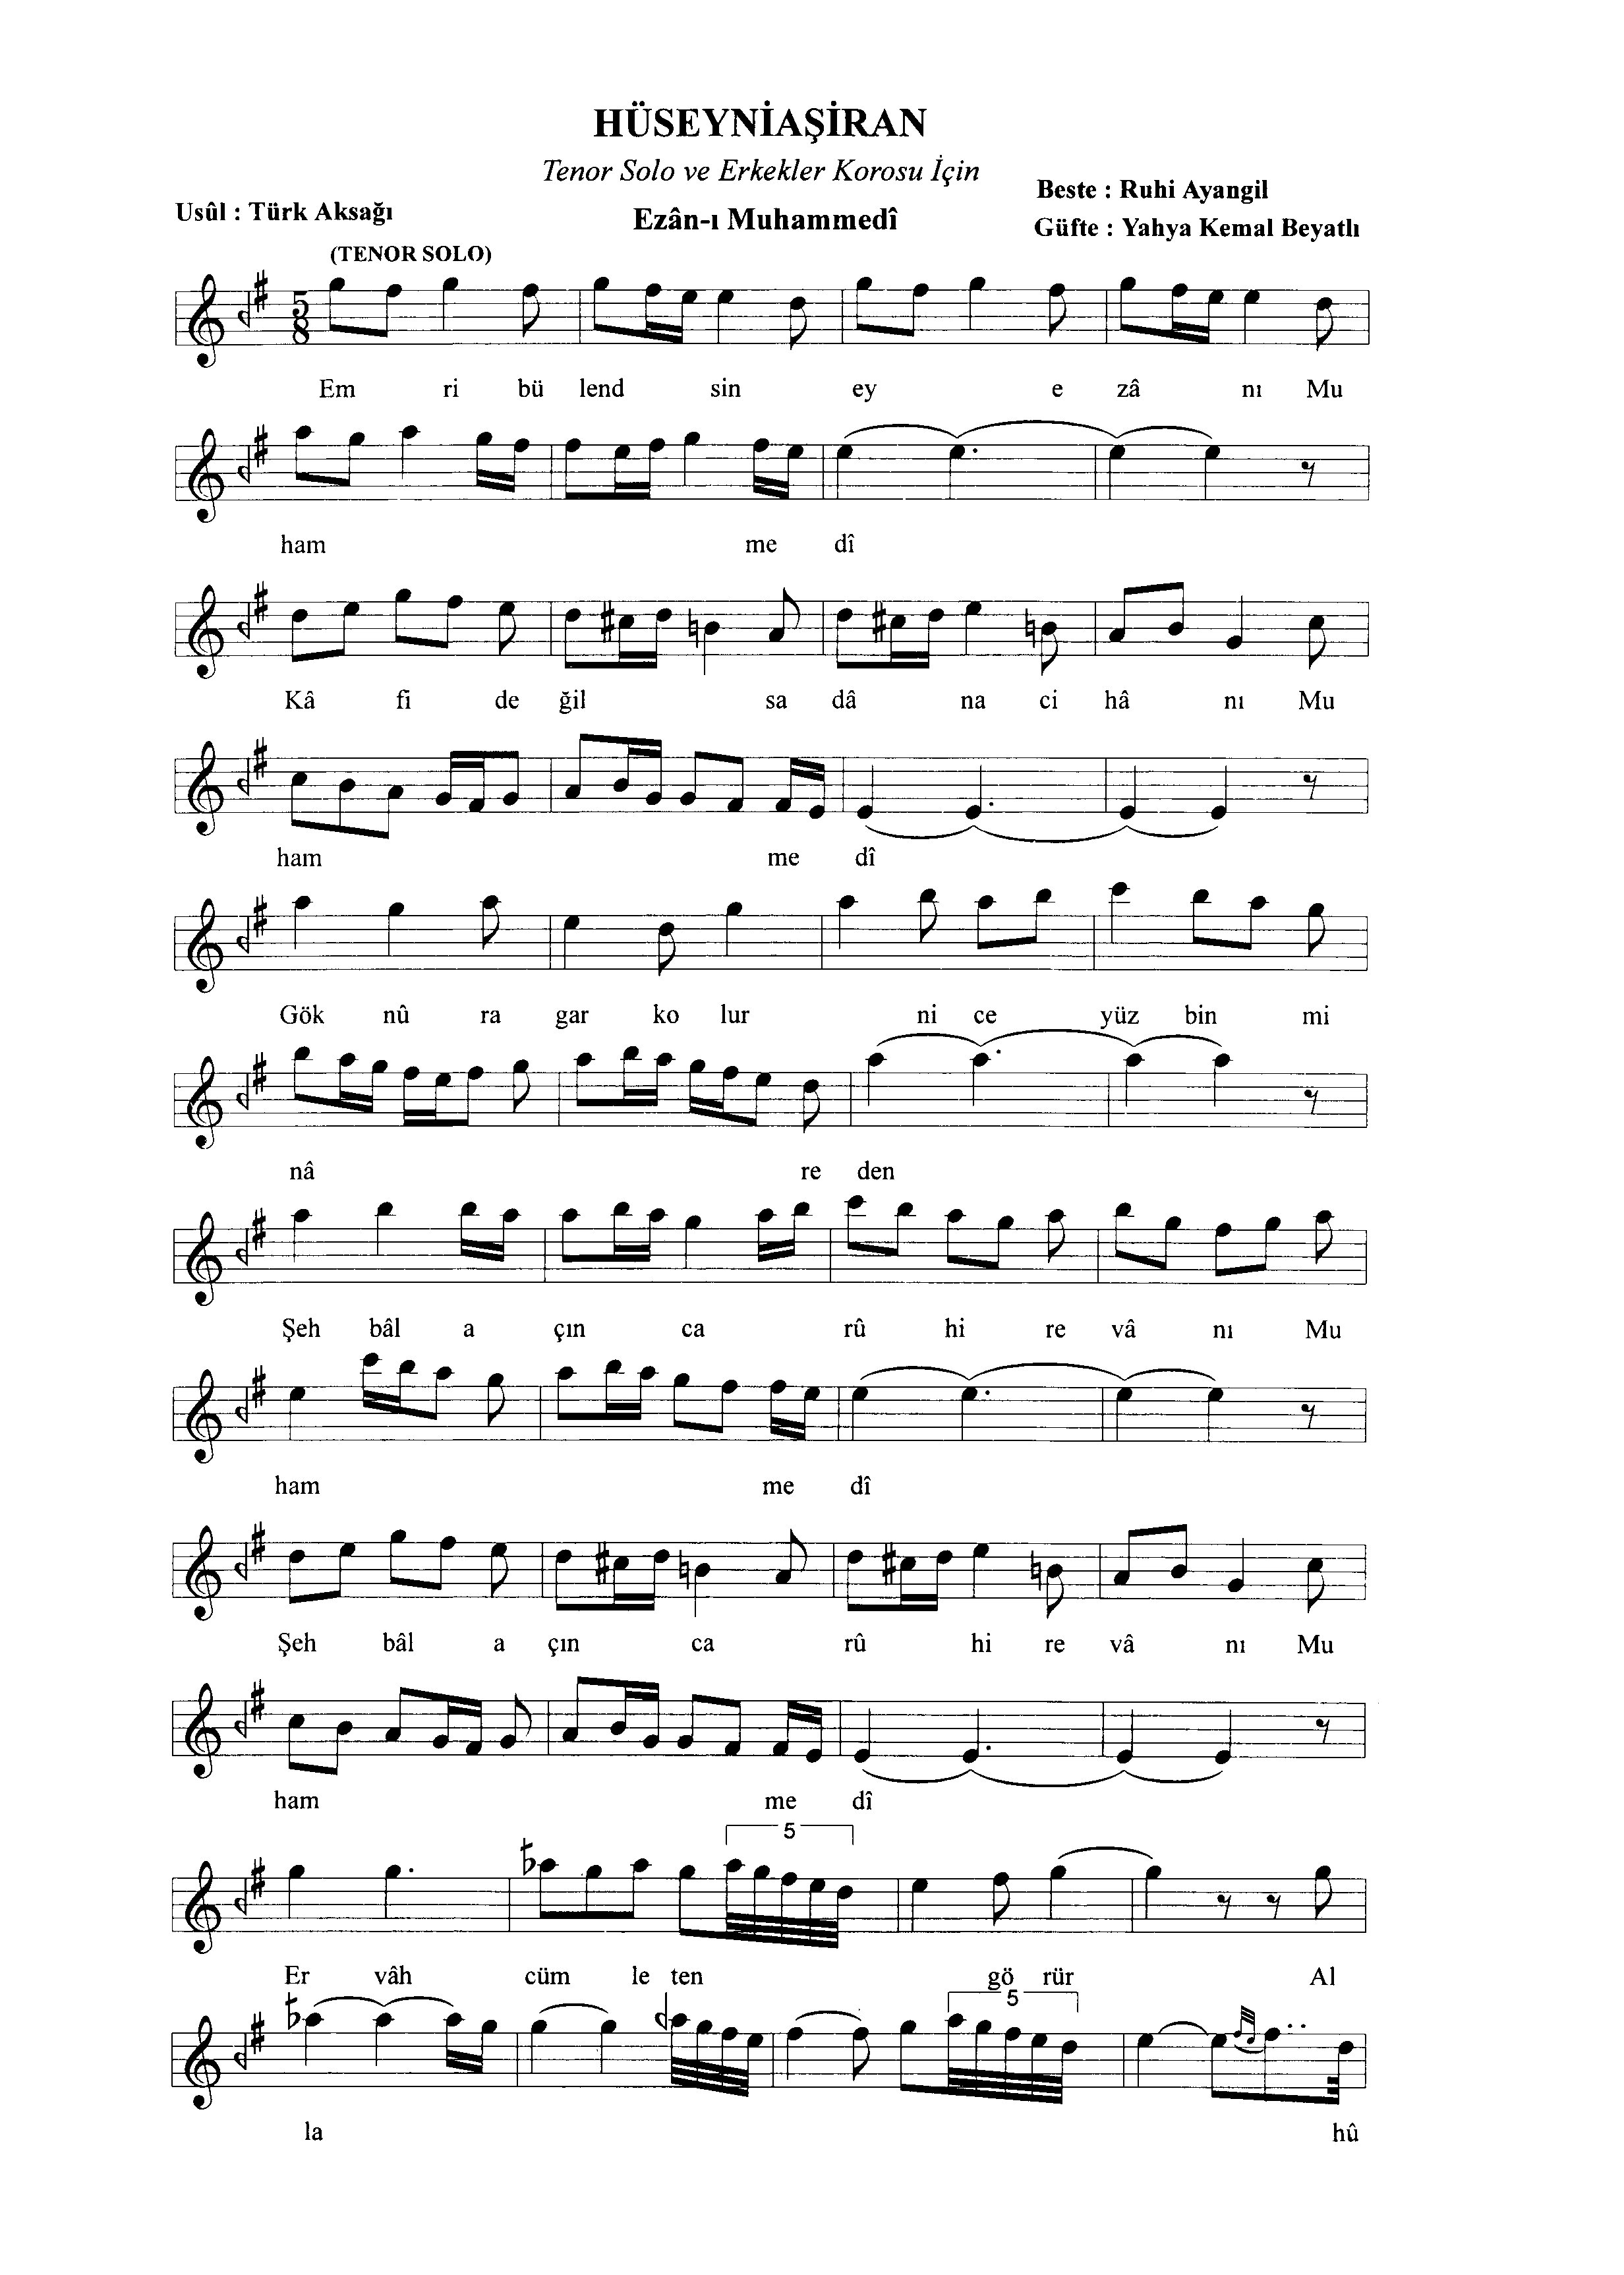 HÜSEYNİAŞİRAN
Tenor Solo ve Erkekler Korosu İçin
Beste : Ruhi Ayangil
Usûl : Türk Aksağı
Ezân-ı Muhammedî
Güfte : Yahya Kemal Beyatlı
(TENOR SOLO)
5
8
Em ri bü lend sin ey e zâ nı Mu
ham me dî
Kâ fi de ğil sa dâ na ci hâ nı Mu
ham me dî
Gök nû ra gar ko lur ni ce yüz bin mi
nâ re den
Şeh bâl a çın ca rû hi re vâ nı Mu
ham me dî
Şeh bâl a çın ca rû hi re vâ nı Mu
ham me dî
5
Er vâh cüm le ten gö rür Al
5
la hû